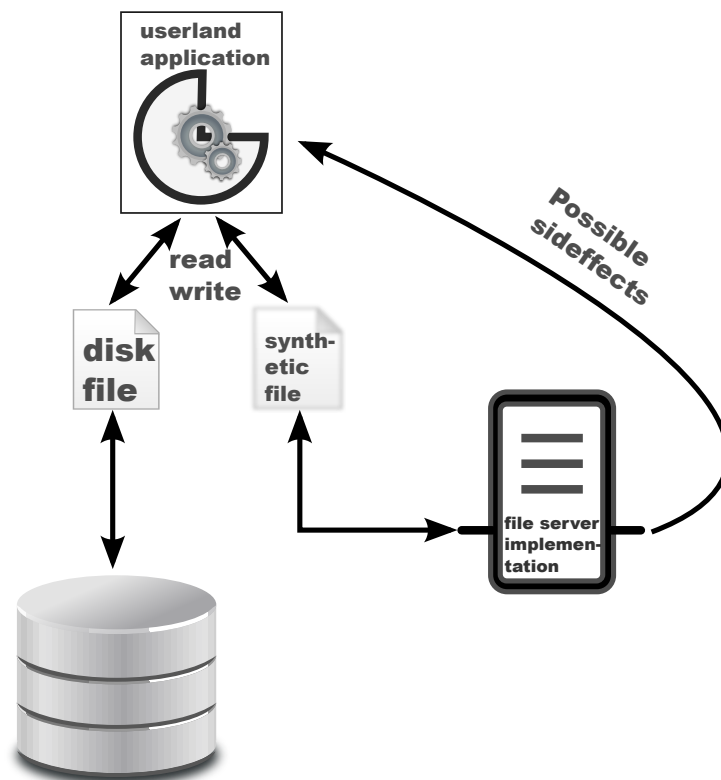 userland
application
read
write
Possible
sideffects
disk
file
synth-
etic
file
file server
implemen-
tation